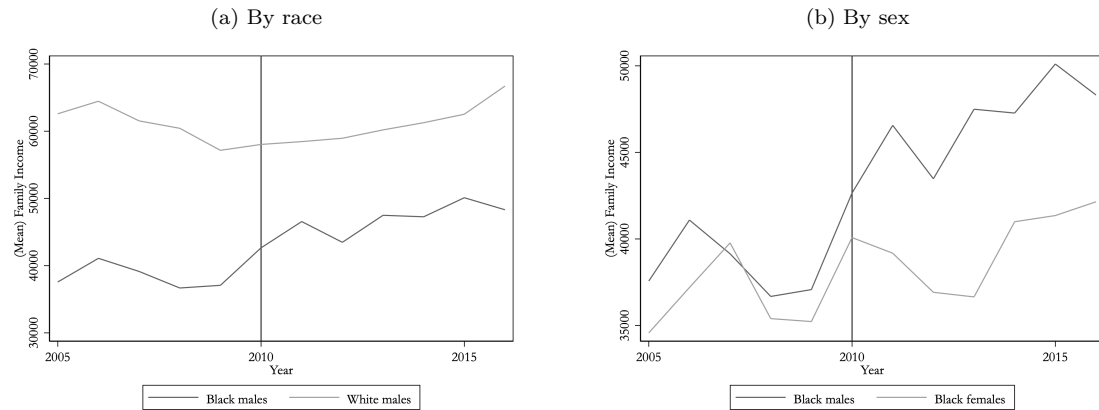 (a) By race
(Mean) Family Income
30000 40000 50000 60000 70000
2005 2010 2015
Year
Black males White males
(b) By sex
(Mean) Family Income
35000 40000 45000 50000
2005 2010 2015
Year
Black males Black females